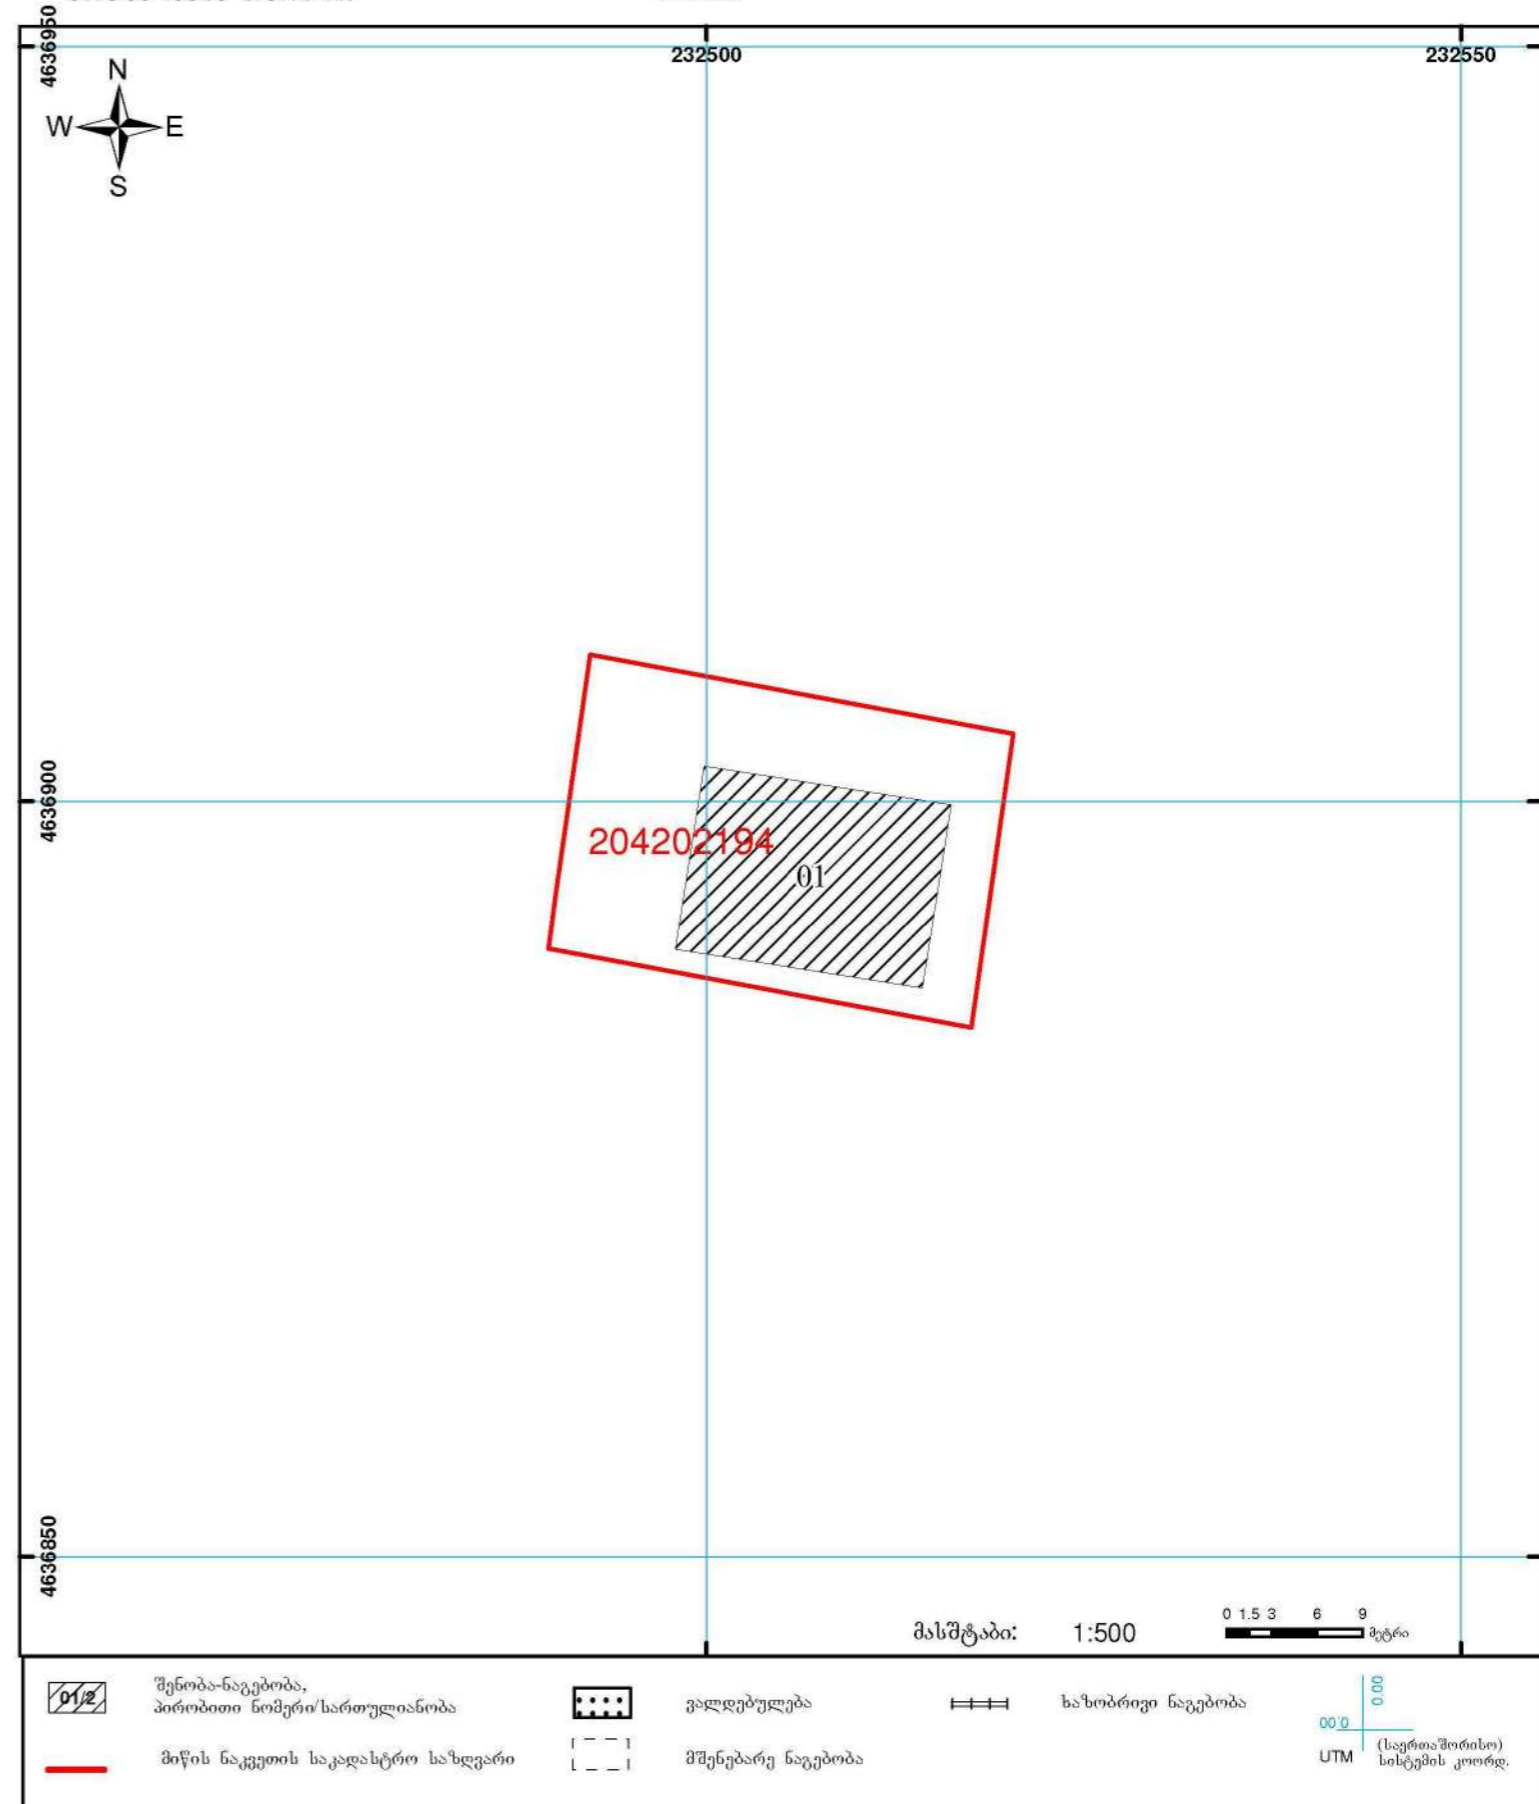 232500
232550
4636950
N
W E
S
4636900
204202194
01
4636850
0 1.5 3 6 9
მასშტაბი: 1:500
მეტრი
01/2
შენობა-ნაგებობა,
პირობითი ნომერი/სართულიანობა
ვალდებულება
ხაზობრივი ნაგებობა
0.00
0.00
მიწის ნაკვეთის საკადასტრო საზღვარი
მშენებარე ნაგებობა
UTM
(საერთაშორისო)
სისტემის კოორდ.